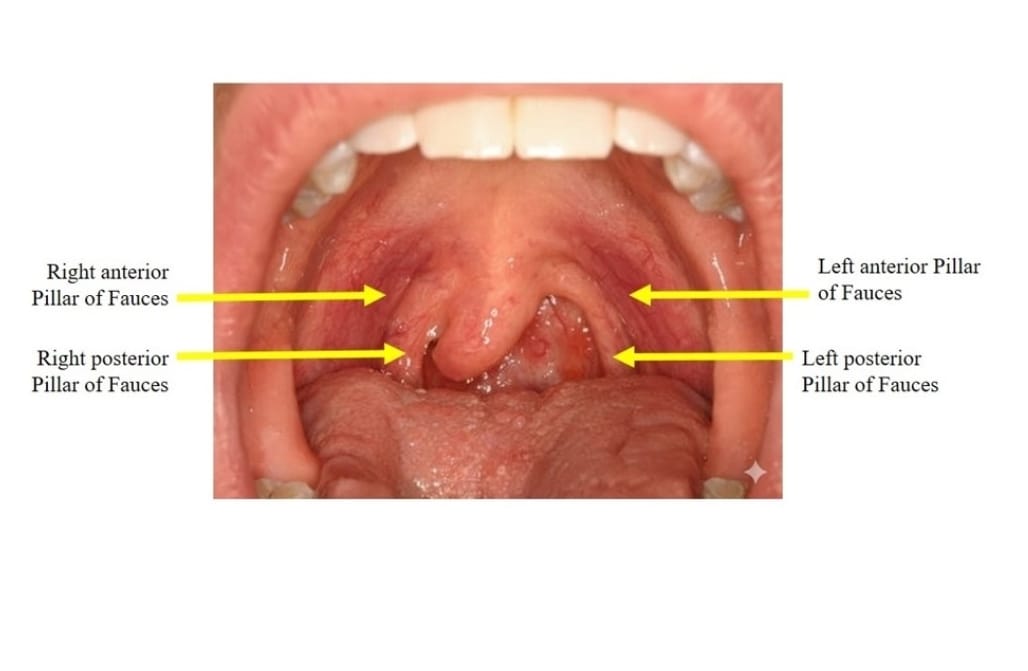 Right anterior
Pillar of Fauces
Left anterior Pillar
of Fauces
Right posterior
Pillar of Fauces
Left posterior
Pillar of Fauces